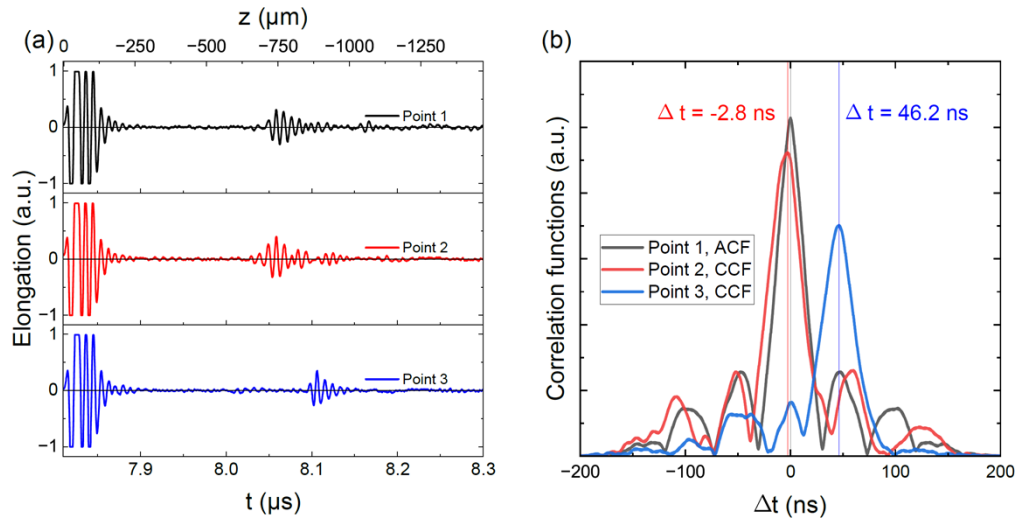 (a)
z (µm)
0 −250 −500 −750 −1000 −1250
1
0
−1
Point 1
1
0
−1
Point 2
1
0
−1
Point 3
Elongation (a.u.)
7.9 8.0 8.1 8.2 8.3
t (µs)
(b)
Δ t = -2.8 ns
Δ t = 46.2 ns
Point 1, ACF
Point 2, CCF
Point 3, CCF
Correlation functions (a.u.)
−200 −100 0 100 200
Δt (ns)